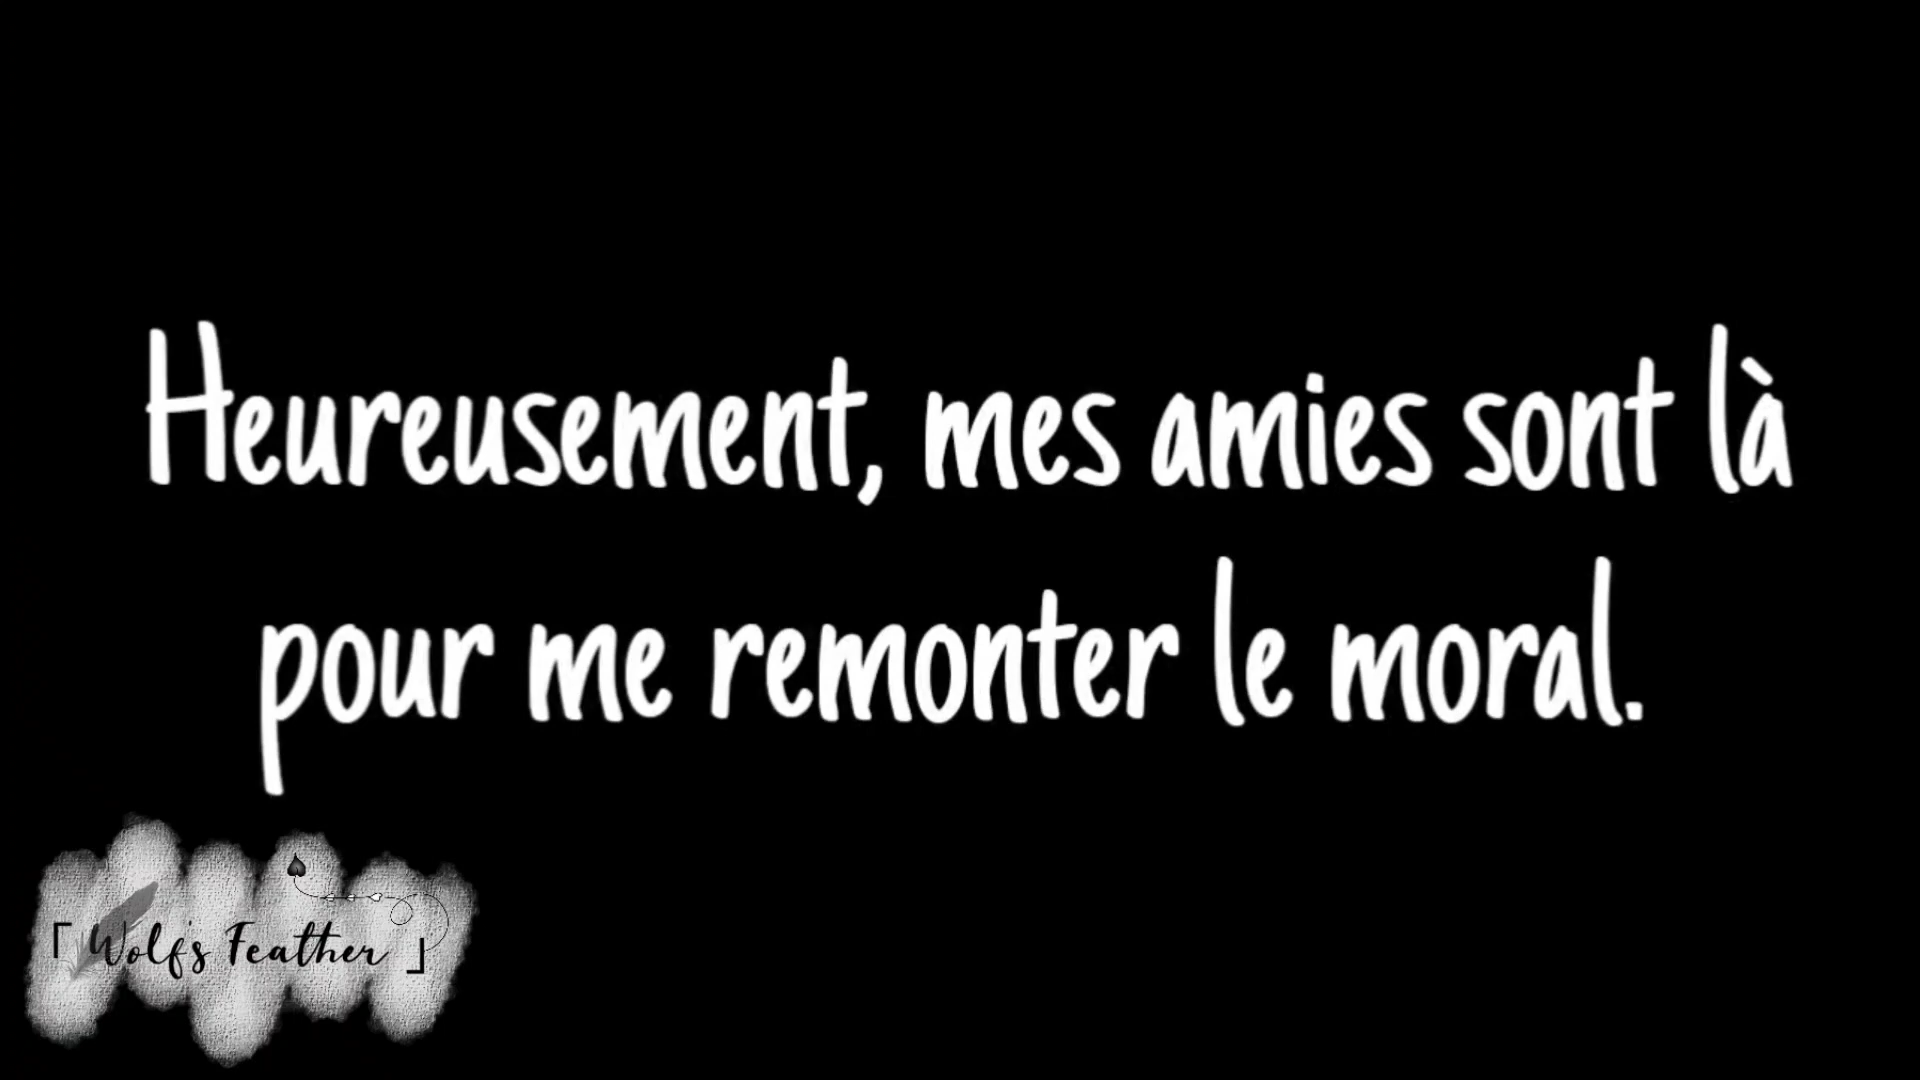 Heureusement, mes amies sont là
pour me remonter le moral.
「 Wolf's Feather 」